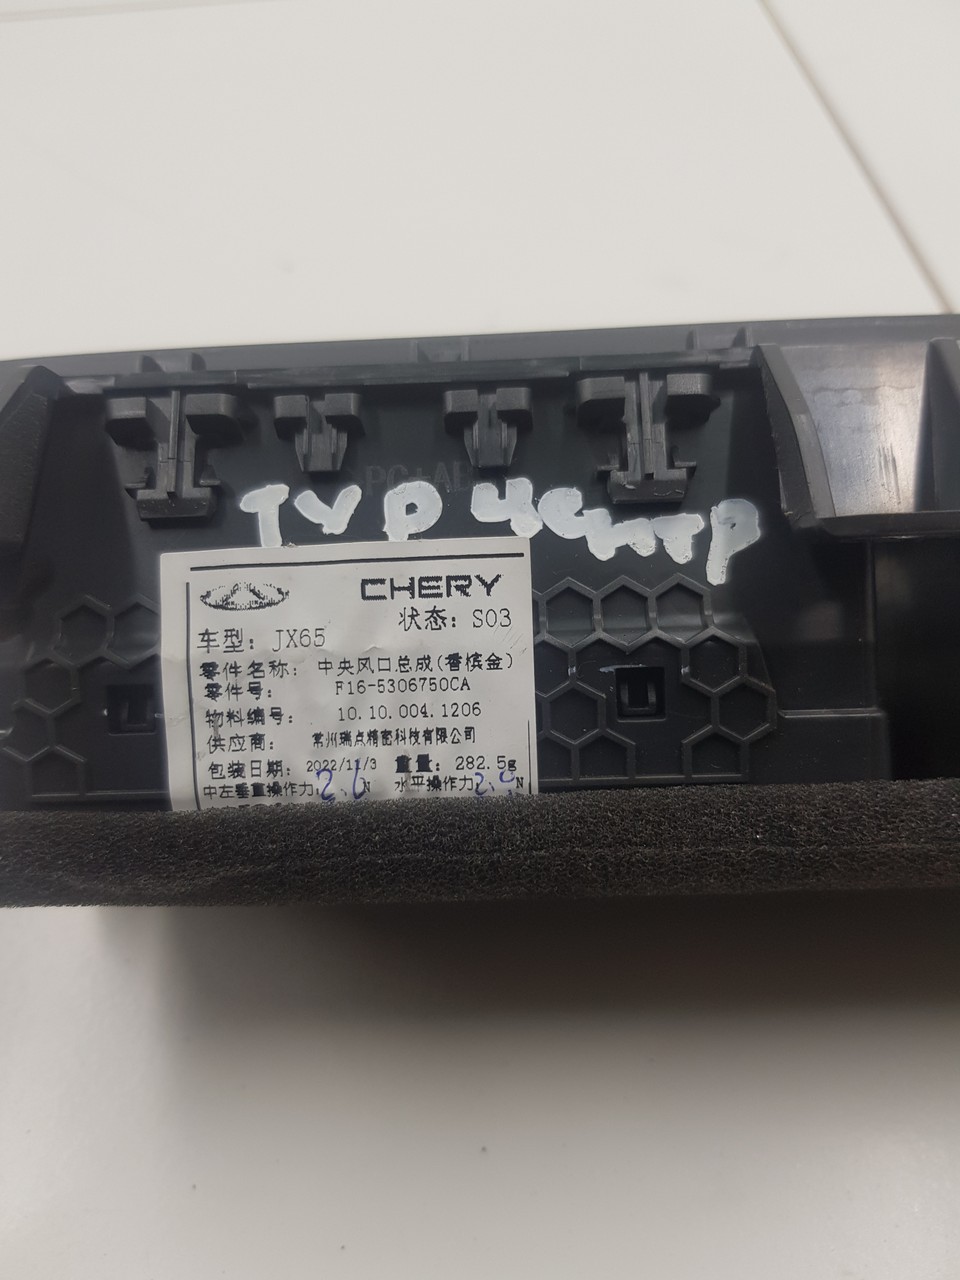 PC+AB
ТУР ЦЕНТР
CHERY
状态: S03
车型: JX65
零件名称: 中央风口总成(香槟金)
零件号: F16-5306750CA
物料编号: 10.10.004.1206
供应商: 常州瑞点精密科技有限公司
包装日期: 2022/11/3 重量: 282.5g
中左垂直操作力: 2.6 N 水平操作力 N